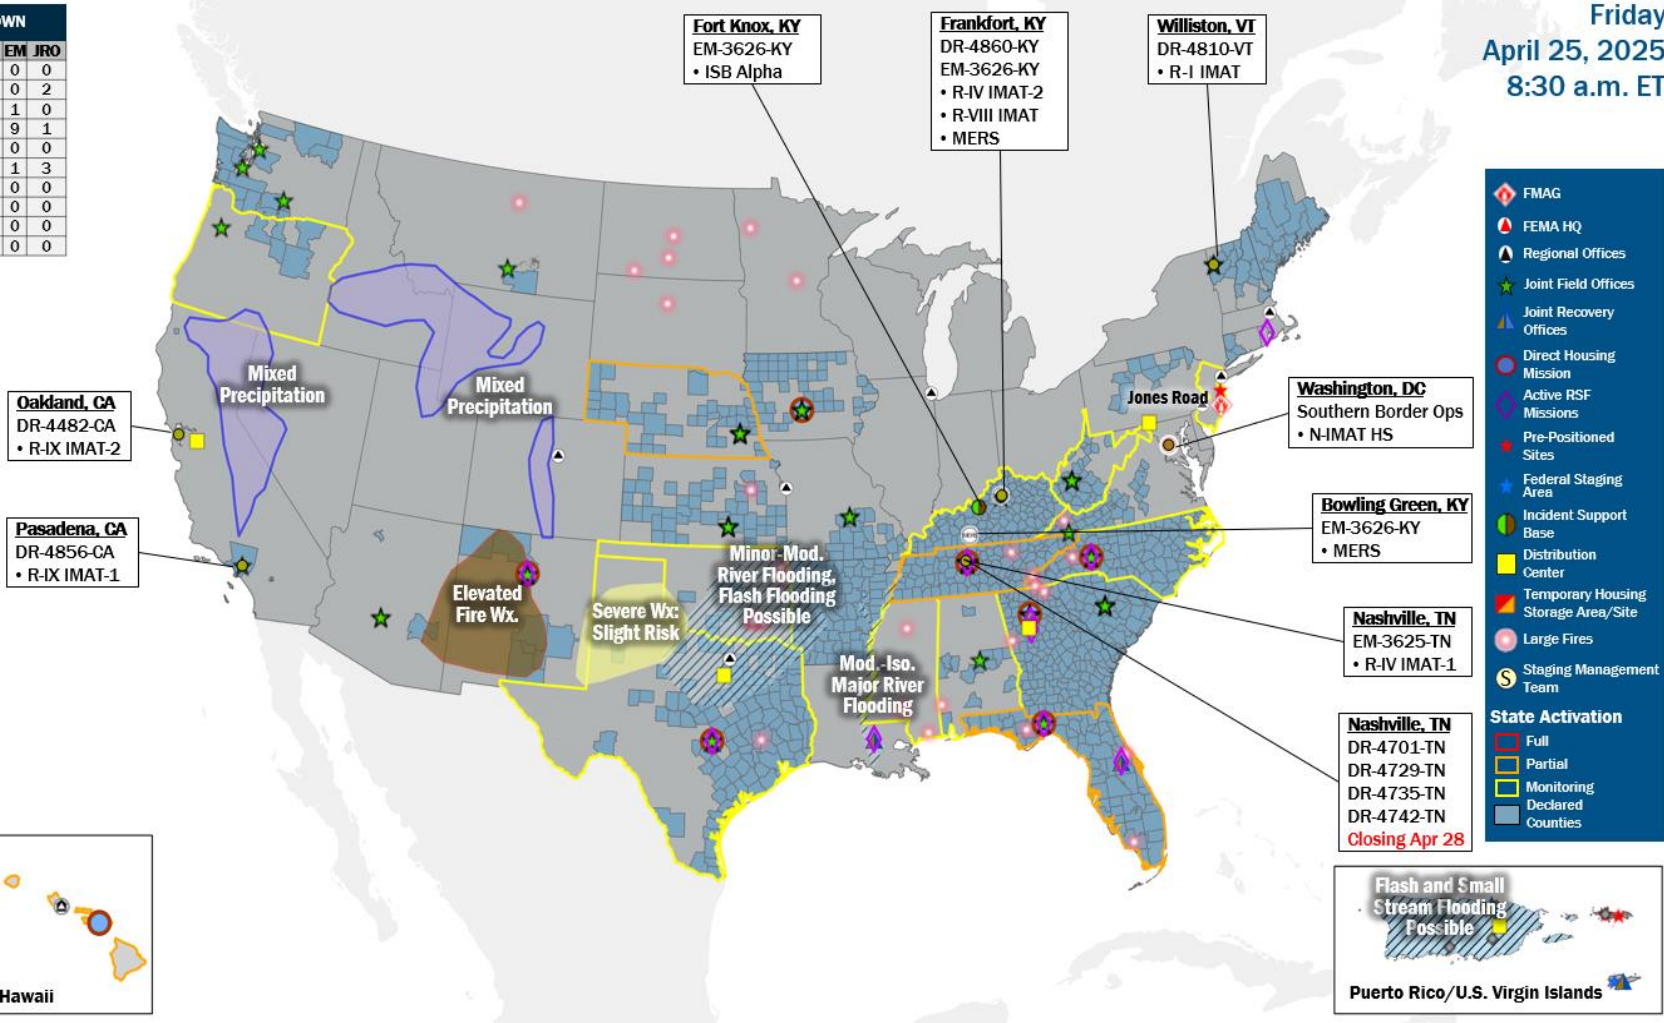 WN
EM JRO
0 0
0 2
1 0
9 1
0 0
1 3
0 0
0 0
0 0
0 0
Fort Knox, KY
EM-3626-KY
• ISB Alpha
Frankfort, KY
DR-4860-KY
EM-3626-KY
• R-IV IMAT-2
• R-VIII IMAT
• MERS
Williston, VT
DR-4810-VT
• R-I IMAT
Friday
April 25, 2025
8:30 a.m. ET
FMAG
FEMA HQ
Regional Offices
Joint Field Offices
Joint Recovery
Offices
Direct Housing
Mission
Active RSF
Missions
Pre-Positioned
Sites
Federal Staging
Area
Incident Support
Base
Distribution
Center
Temporary Housing
Storage Area/Site
Large Fires
S
Staging Management
Team
State Activation
Full
Partial
Monitoring
Declared
Counties
Oakland, CA
DR-4482-CA
• R-IX IMAT-2
Pasadena, CA
DR-4856-CA
• R-IX IMAT-1
Mixed
Precipitation
Mixed
Precipitation
Jones Road
Washington, DC
Southern Border Ops
• N-IMAT HS
Bowling Green, KY
EM-3626-KY
• MERS
MERS
Elevated
Fire Wx.
Severe Wx:
Slight Risk
Minor-Mod.
River Flooding,
Flash Flooding
Possible
Mod.-Iso.
Major River
Flooding
Nashville, TN
EM-3625-TN
• R-IV IMAT-1
Nashville, TN
DR-4701-TN
DR-4729-TN
DR-4735-TN
DR-4742-TN
Closing Apr 28
Hawaii
Flash and Small
Stream Flooding
Possible
Puerto Rico/U.S. Virgin Islands